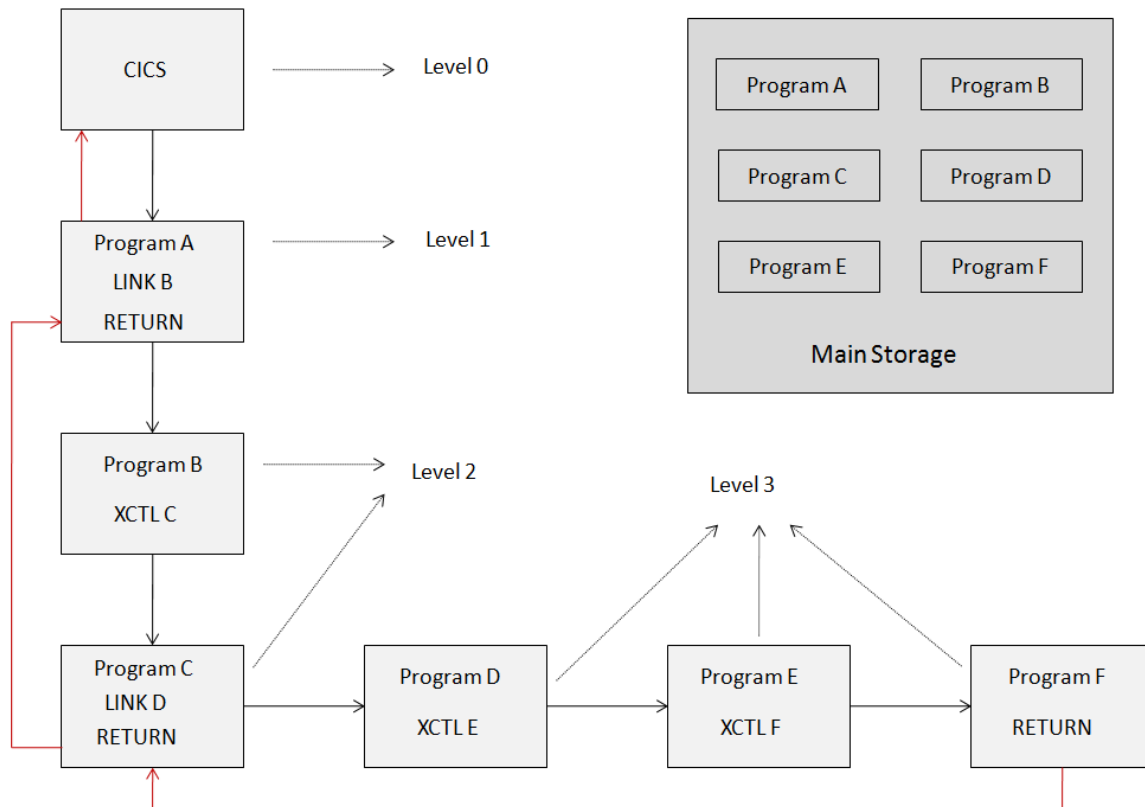 CICS
Level 0
Program A
LINK B
RETURN
Level 1
Program B
XCTL C
Level 2
Program C
LINK D
RETURN
Program D
XCTL E
Program E
XCTL F
Program F
RETURN
Level 3
Program A
Program B
Program C
Program D
Program E
Program F
Main Storage